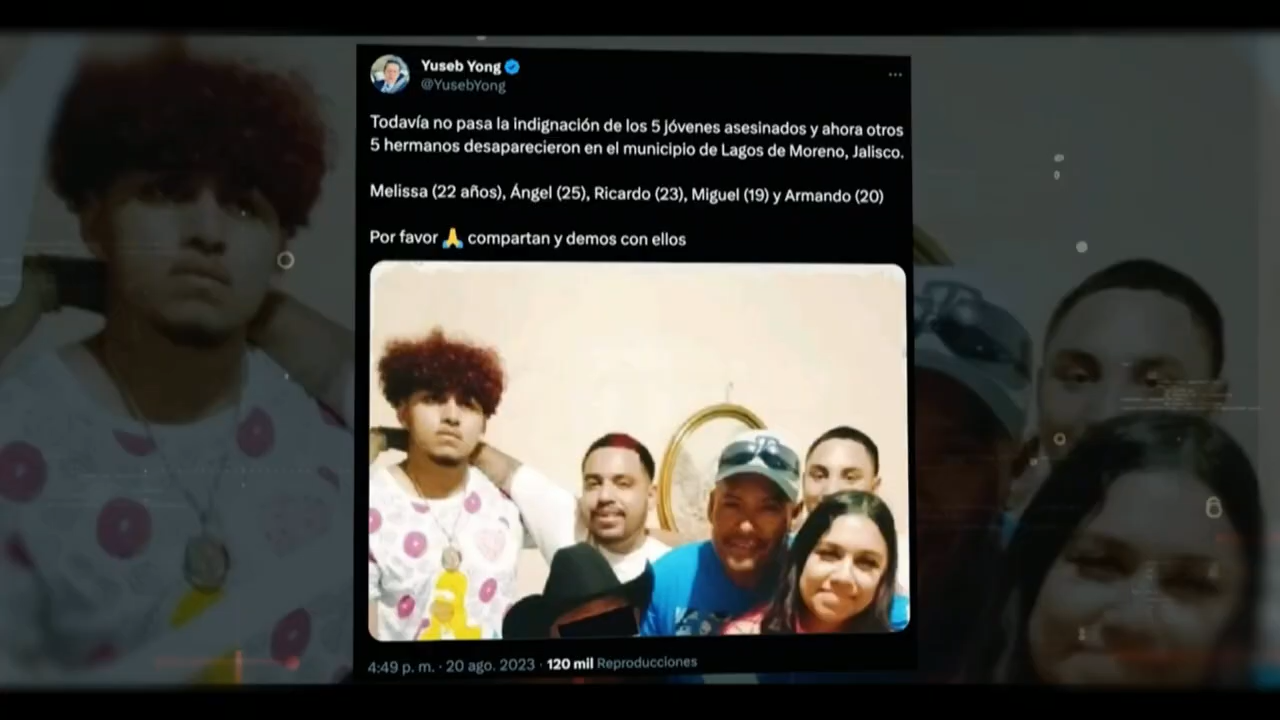 Yuseb Yong
@YusebYong
Todavía no pasa la indignación de los 5 jóvenes asesinados y ahora otros
5 hermanos desaparecieron en el municipio de Lagos de Moreno, Jalisco.
Melissa (22 años), Ángel (25), Ricardo (23), Miguel (19) y Armando (20)
Por favor 🙏 compartan y demos con ellos
4:49 p. m. · 20 ago. 2023 · 120 mil Reproducciones